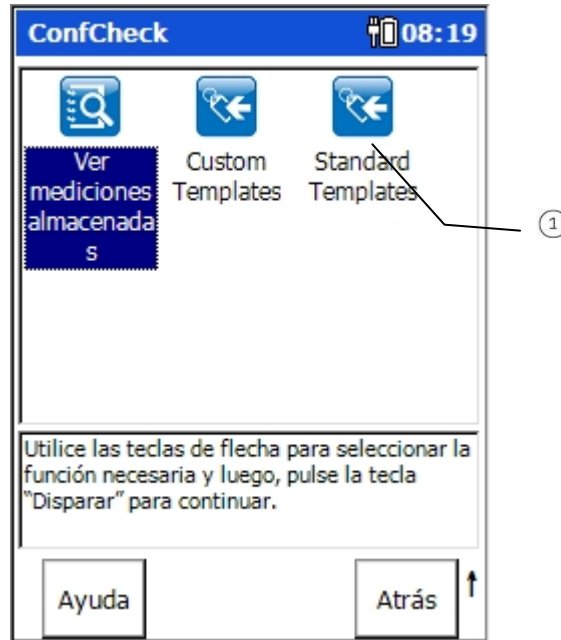 ConfCheck 08:19
Ver
mediciones
almacenada
s
Custom
Templates
Standard
Templates
1
Utilice las teclas de flecha para seleccionar la
función necesaria y luego, pulse la tecla
"Disparar" para continuar.
Ayuda
Atrás